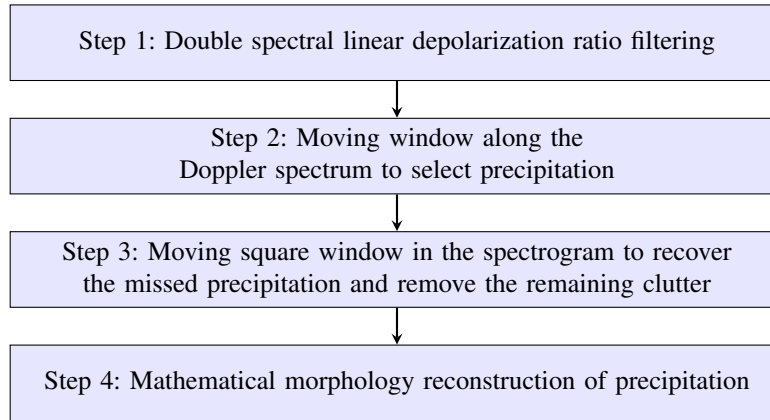 Step 1: Double spectral linear depolarization ratio filtering
Step 2: Moving window along the
Doppler spectrum to select precipitation
Step 3: Moving square window in the spectrogram to recover
the missed precipitation and remove the remaining clutter
Step 4: Mathematical morphology reconstruction of precipitation